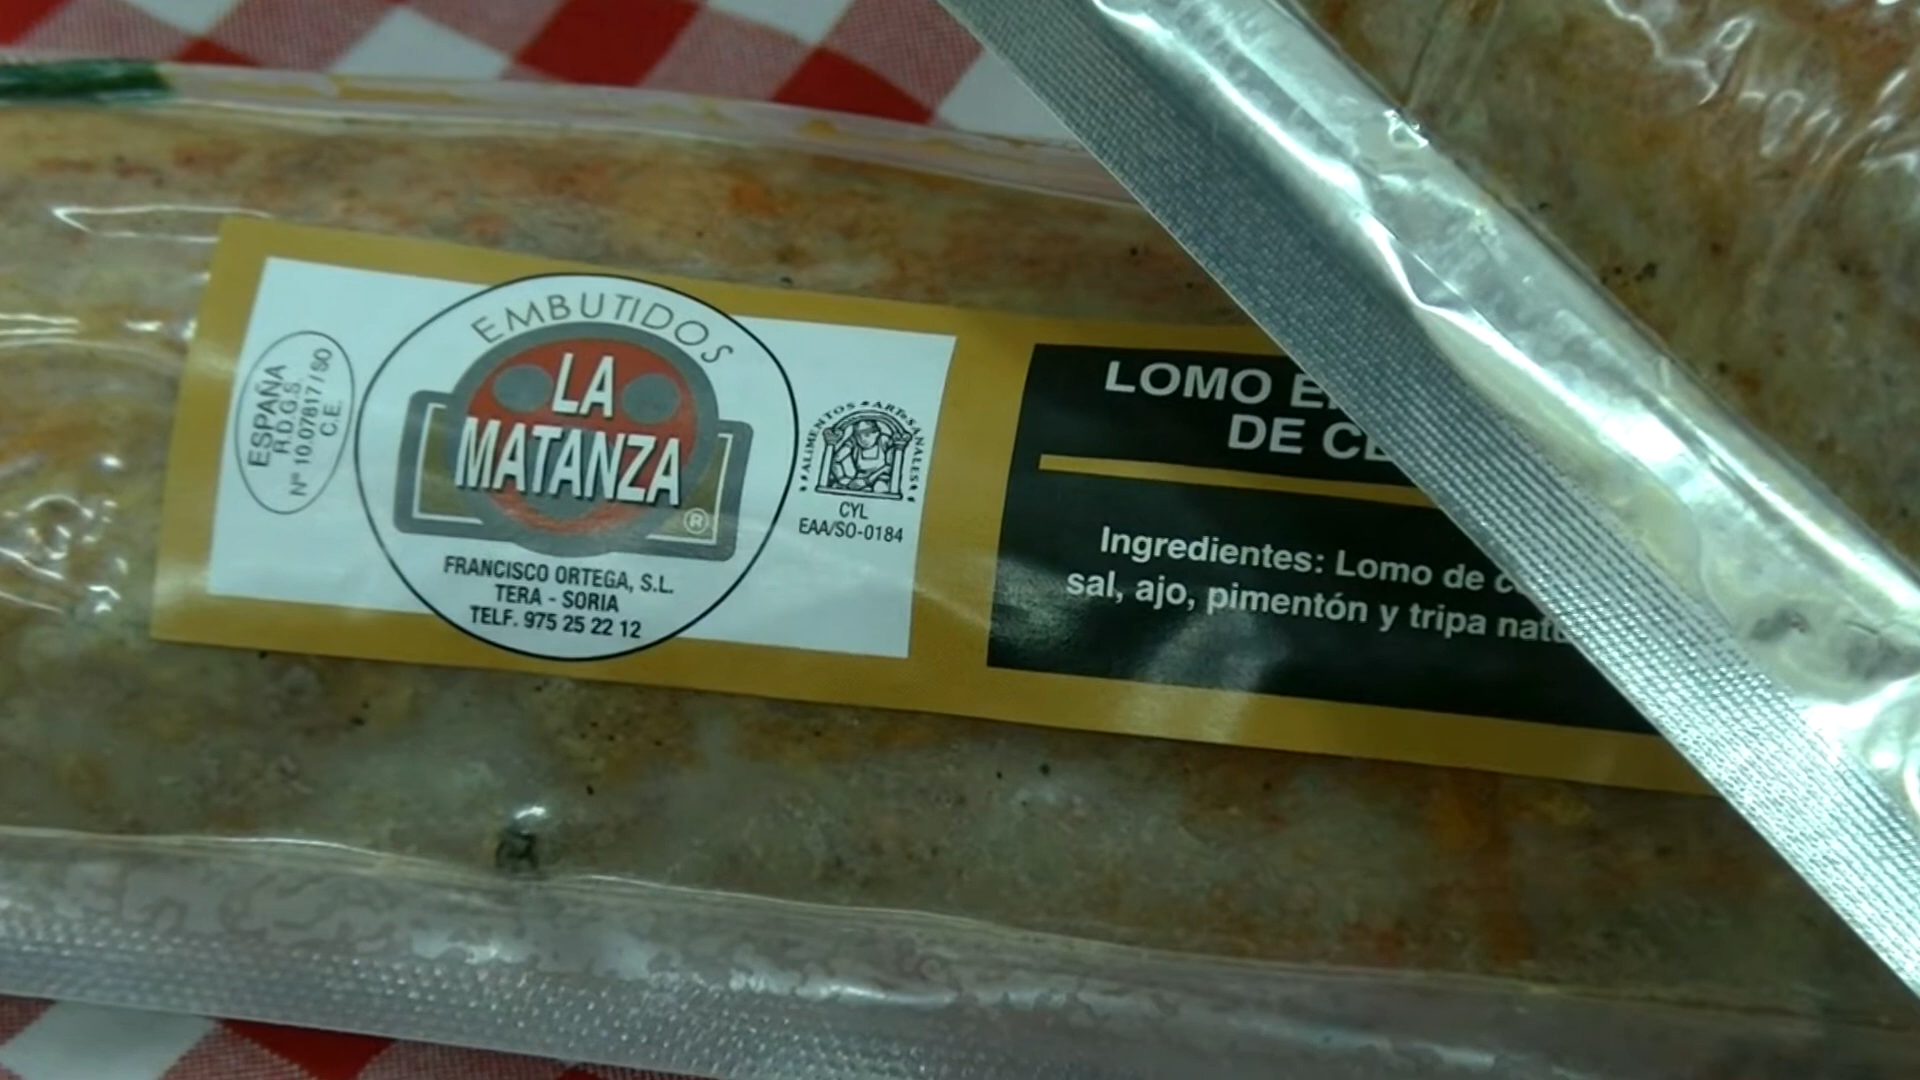 ESPAÑA
R.D.G.S.
Nº 10.07817/SO
C.E.
EMBUTIDOS
LA
MATANZA
®
FRANCISCO ORTEGA, S.L.
TERA - SORIA
TELF. 975 25 22 12
ALIMENTOS ARTESANALES
CYL
EAA/SO-0184
LOMO
DE
Ingredientes: Lomo de
sal, ajo, pimentón y tripa